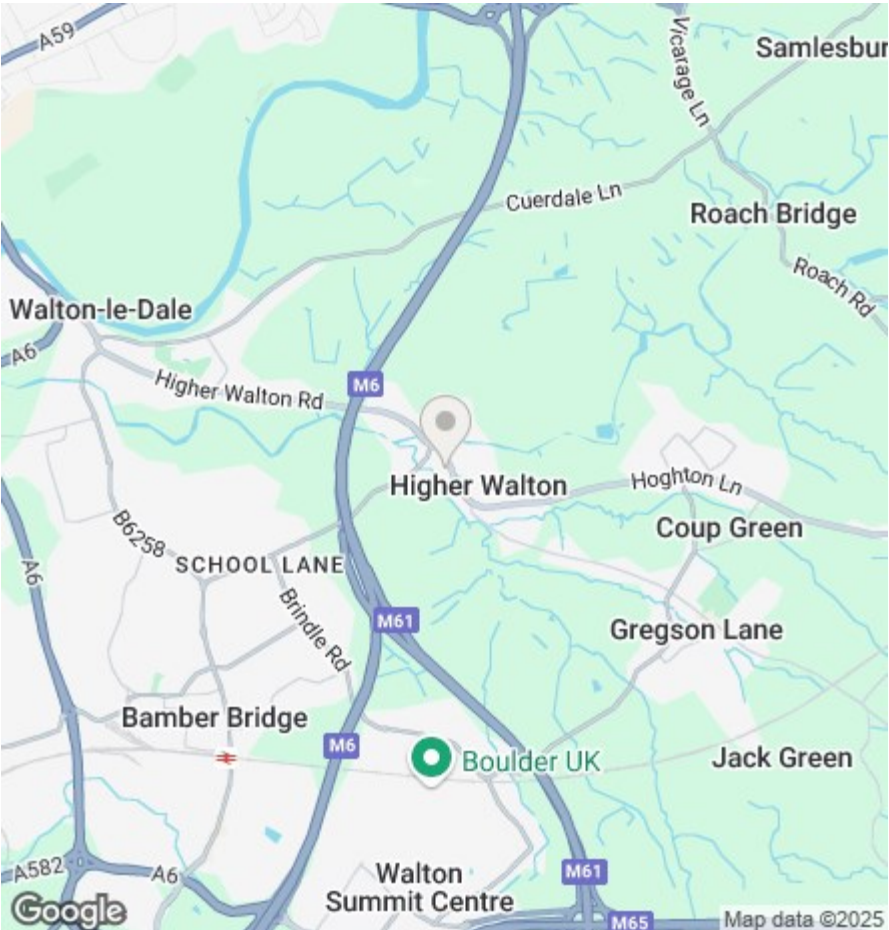 A59
Vicarage Ln
Samlesbur
Cuerdale Ln
Roach Bridge
Roach Rd
Walton-le-Dale
A6
M6
Higher Walton Rd
Higher Walton
Hoghton Ln
Coup Green
B6258
SCHOOL LANE
A6
Brindle Rd
M61
Gregson Lane
Bamber Bridge
M6
Boulder UK
Jack Green
A582
A6
Walton
Summit Centre
M61
Google
M65
Map data ©2025